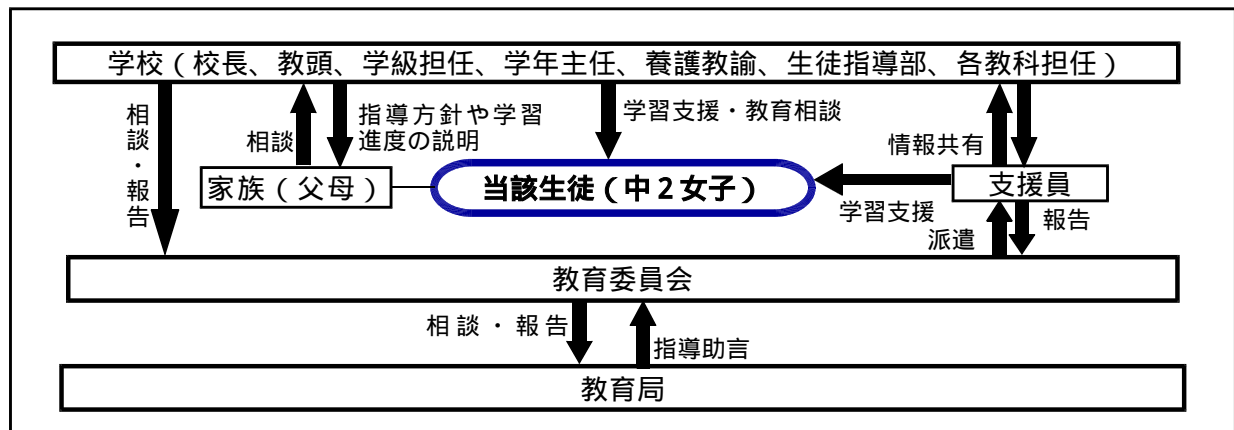 学校（校長、教頭、学級担任、学年主任、養護教諭、生徒指導部、各教科担任）
相談・報告
相談
指導方針や学習
進度の説明
学習支援・教育相談
情報共有
家族（父母）
当該生徒（中２女子）
支援員
学習支援
派遣
報告
教育委員会
相談・報告
指導助言
教育局